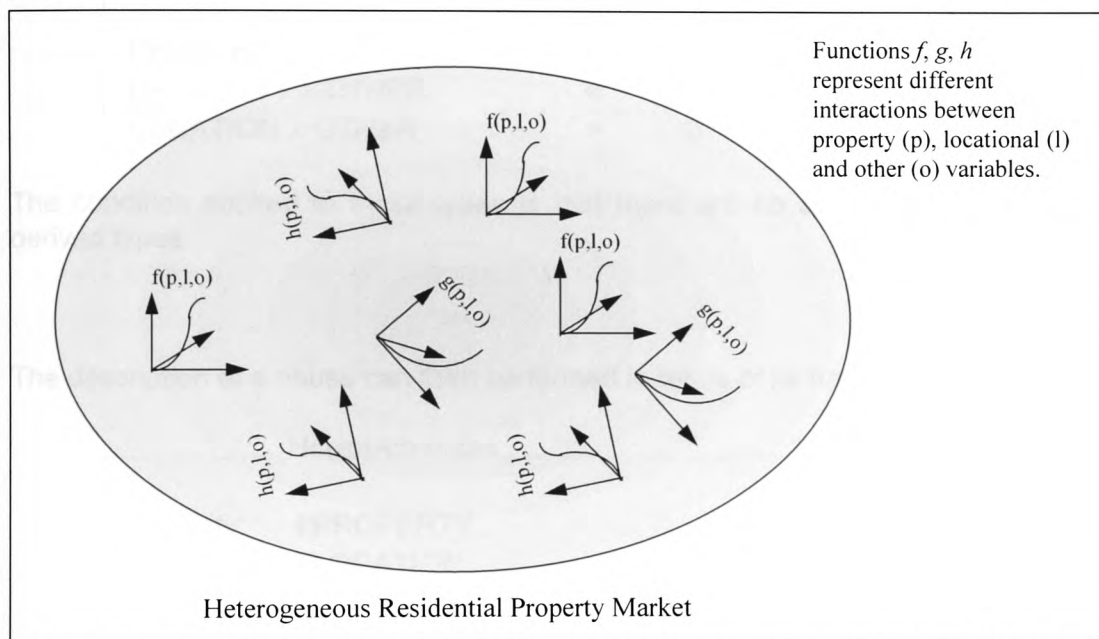 Functions f, g, h
represent different
interactions between
property (p), locational (l)
and other (o) variables.
f(p,l,o)
h(p,l,o)
f(p,l,o)
f(p,l,o)
g(p,l,o)
g(p,l,o)
h(p,l,o)
h(p,l,o)
Heterogeneous Residential Property Market